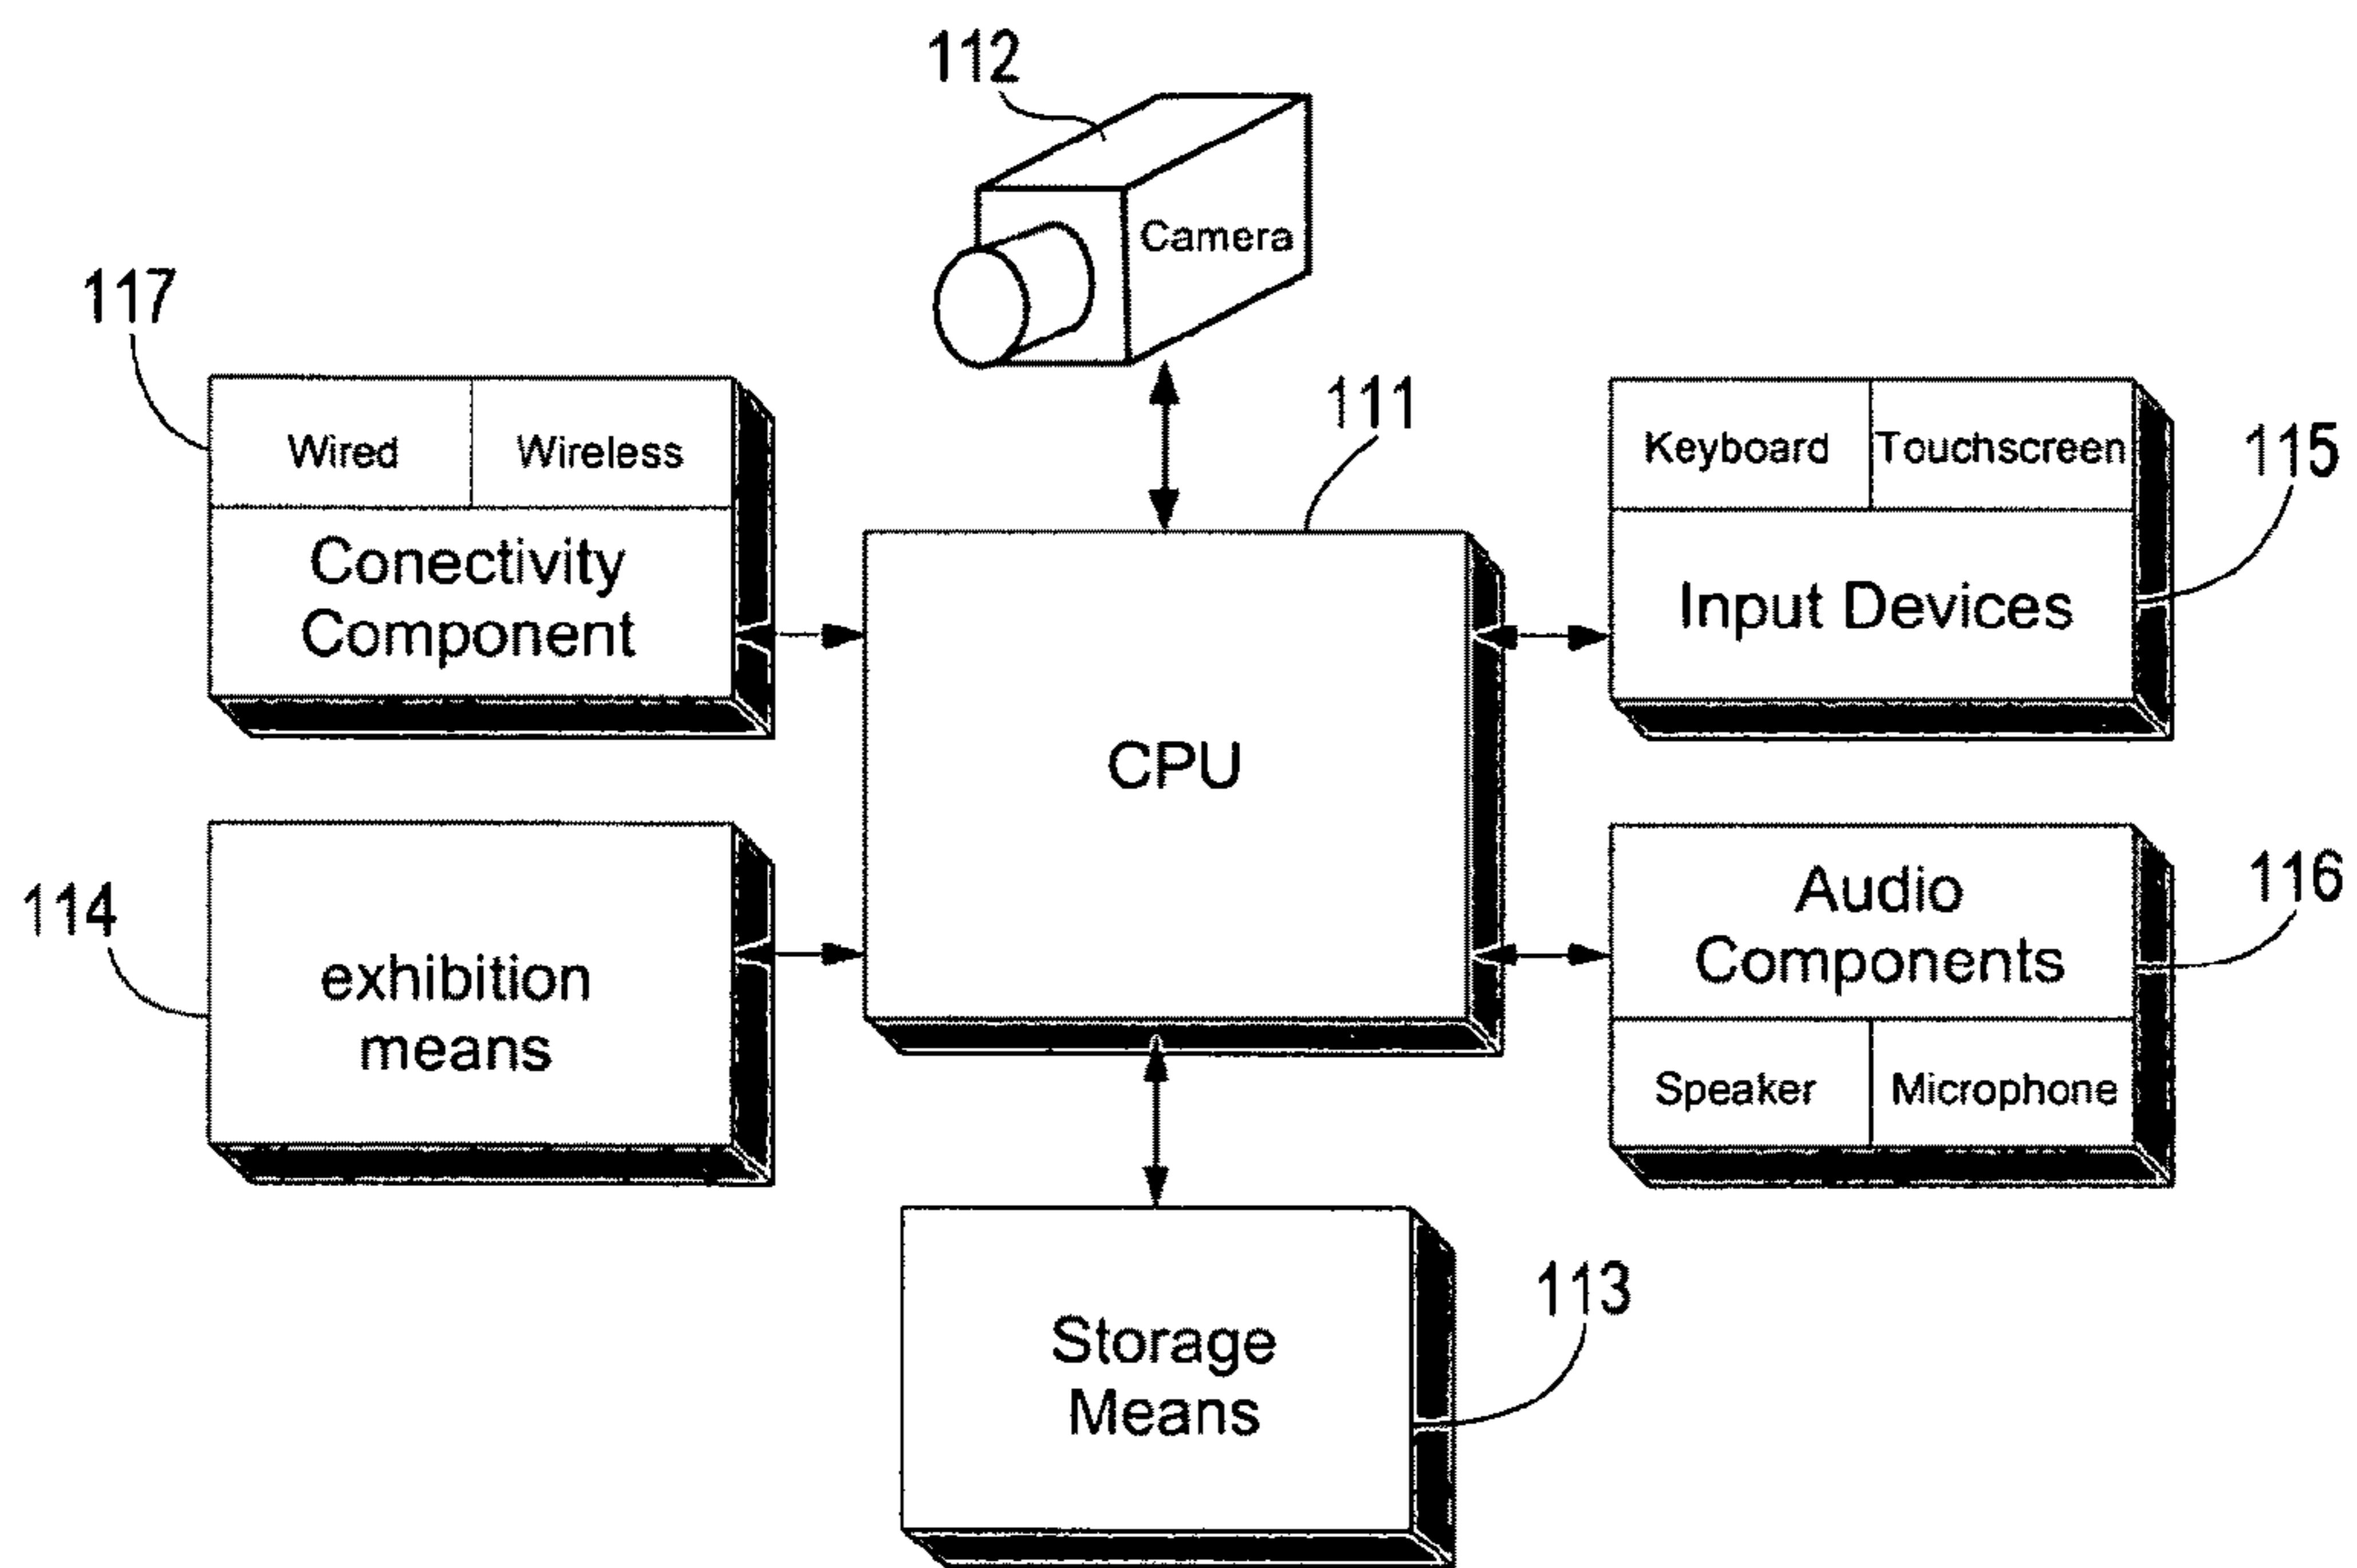 112
Camera
117
Wired
Wireless
Conectivity
Component
111
CPU
Keyboard
Touchscreen
Input Devices
115
114
exhibition
means
Audio
Components
Speaker
Microphone
116
Storage
Means
113